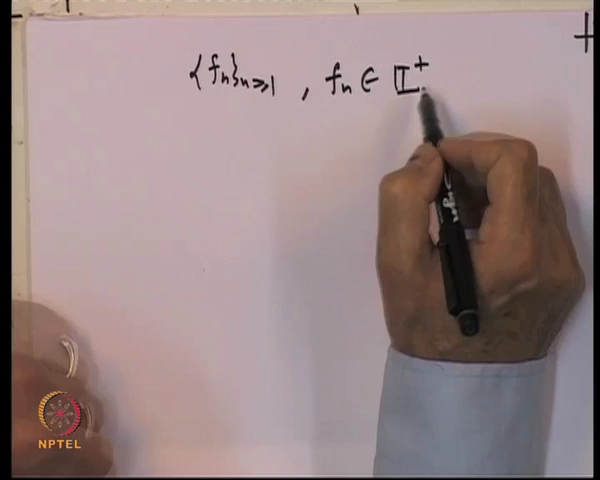 {fₙ}ₙ≥₁ , fₙ ∈ 𝕃⁺
NPTEL